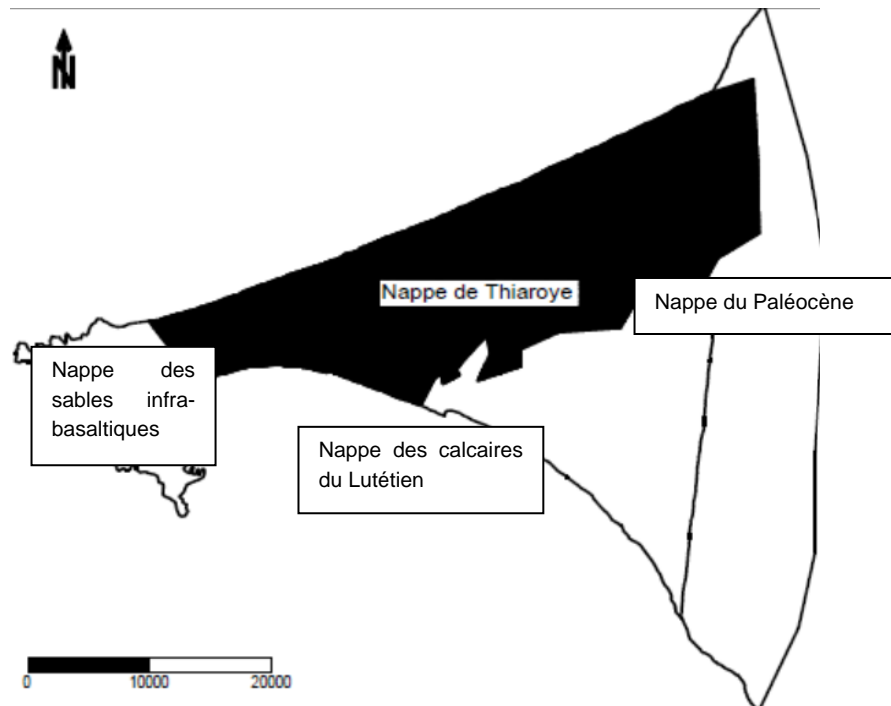 N
Nappe de Thiaroye
Nappe du Paléocène
Nappe des
sables infra-
basaltiques
Nappe des calcaires
du Lutétien
0 10000 20000